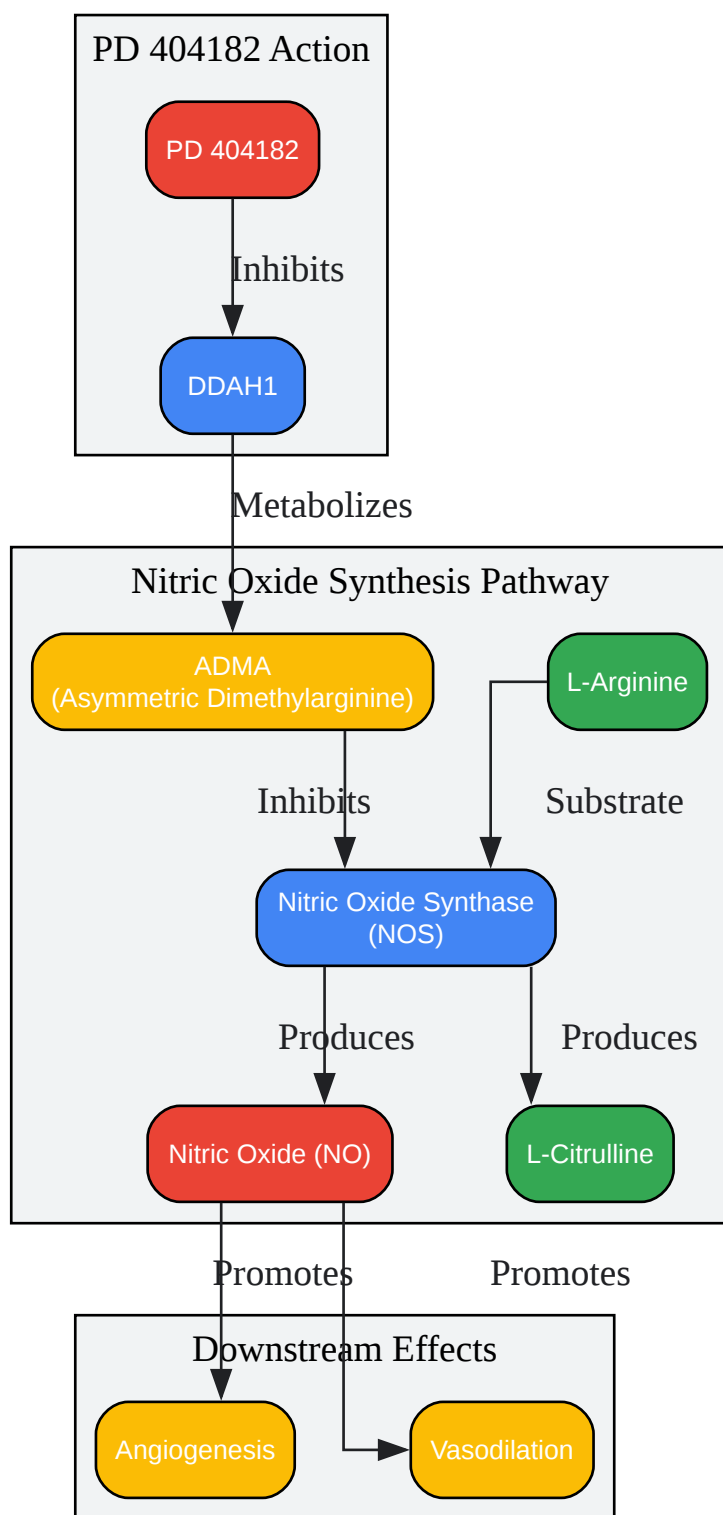 PD 404182 Action
PD 404182
Inhibits
DDAH1
Metabolizes
Nitric Oxide Synthesis Pathway
ADMA
(Asymmetric Dimethylarginine)
L-Arginine
Inhibits
Substrate
Nitric Oxide Synthase
(NOS)
Produces
Produces
Nitric Oxide (NO)
L-Citrulline
Promotes
Promotes
Downstream Effects
Angiogenesis
Vasodilation